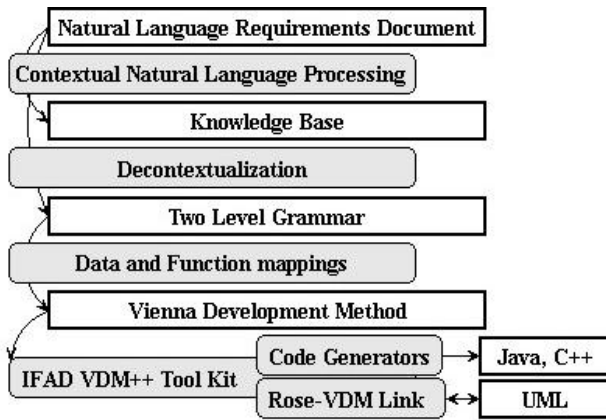 Natural Language Requirements Document
Contextual Natural Language Processing
Knowledge Base
Decontextualization
Two Level Grammar
Data and Function mappings
Vienna Development Method
Code Generators
Java, C++
IFAD VDM++ Tool Kit
Rose-VDM Link
UML